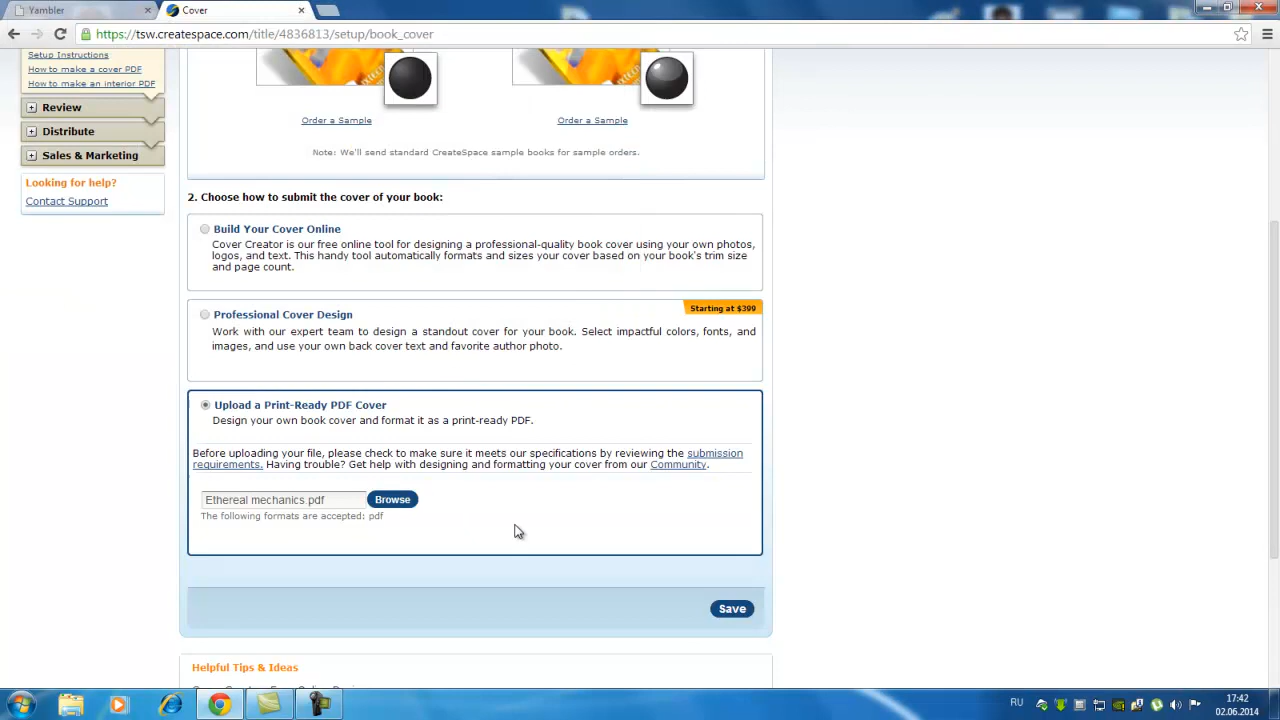 Yambler
Cover
https://tsw.createspace.com/title/4836813/setup/book_cover
Setup Instructions
How to make a cover PDF
How to make an interior PDF
Review
Distribute
Sales & Marketing
Looking for help?
Contact Support
Order a Sample
Order a Sample
Note: We'll send standard CreateSpace sample books for sample orders.
2. Choose how to submit the cover of your book:
Build Your Cover Online
Cover Creator is our free online tool for designing a professional-quality book cover using your own photos,
logos, and text. This handy tool automatically formats and sizes your cover based on your book's trim size
and page count.
Starting at $399
Professional Cover Design
Work with our expert team to design a standout cover for your book. Select impactful colors, fonts, and
images, and use your own back cover text and favorite author photo.
Upload a Print-Ready PDF Cover
Design your own book cover and format it as a print-ready PDF.
Before uploading your file, please check to make sure it meets our specifications by reviewing the submission
requirements. Having trouble? Get help with designing and formatting your cover from our Community.
Ethereal mechanics.pdf
Browse
The following formats are accepted: pdf
Save
Helpful Tips & Ideas
RU
17:42
02.06.2014